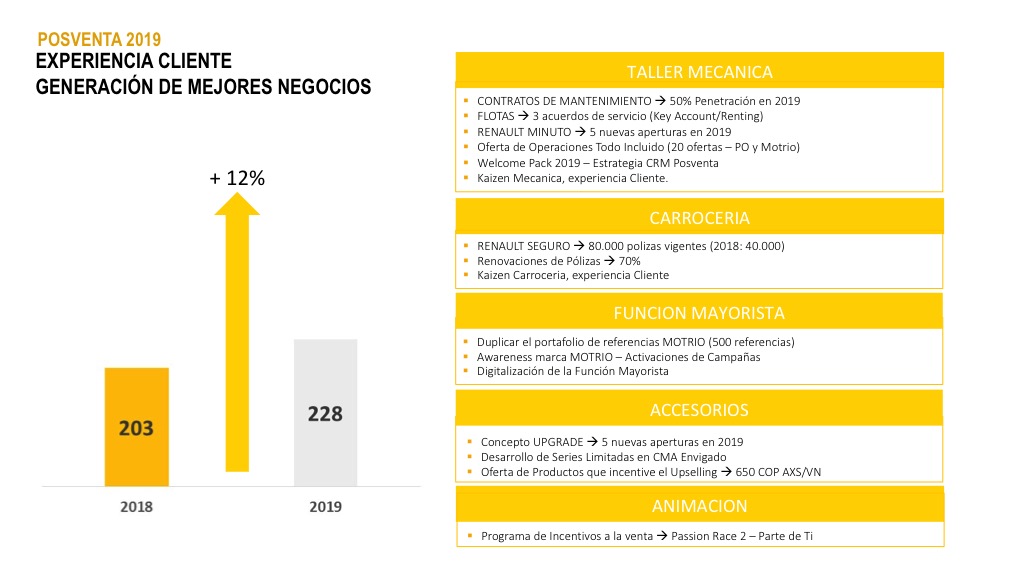 POSVENTA 2019
EXPERIENCIA CLIENTE
GENERACIÓN DE MEJORES NEGOCIOS
+ 12%
203
228
2018
2019
TALLER MECANICA
▪ CONTRATOS DE MANTENIMIENTO → 50% Penetración en 2019
▪ FLOTAS → 3 acuerdos de servicio (Key Account/Renting)
▪ RENAULT MINUTO → 5 nuevas aperturas en 2019
▪ Oferta de Operaciones Todo Incluido (20 ofertas – PO y Motrio)
▪ Welcome Pack 2019 – Estrategia CRM Posventa
▪ Kaizen Mecanica, experiencia Cliente.
CARROCERIA
▪ RENAULT SEGURO → 80.000 polizas vigentes (2018: 40.000)
▪ Renovaciones de Pólizas → 70%
▪ Kaizen Carroceria, experiencia Cliente
FUNCION MAYORISTA
▪ Duplicar el portafolio de referencias MOTRIO (500 referencias)
▪ Awareness marca MOTRIO – Activaciones de Campañas
▪ Digitalización de la Función Mayorista
ACCESORIOS
▪ Concepto UPGRADE → 5 nuevas aperturas en 2019
▪ Desarrollo de Series Limitadas en CMA Envigado
▪ Oferta de Productos que incentive el Upselling → 650 COP AXS/VN
ANIMACION
▪ Programa de Incentivos a la venta → Passion Race 2 – Parte de Ti